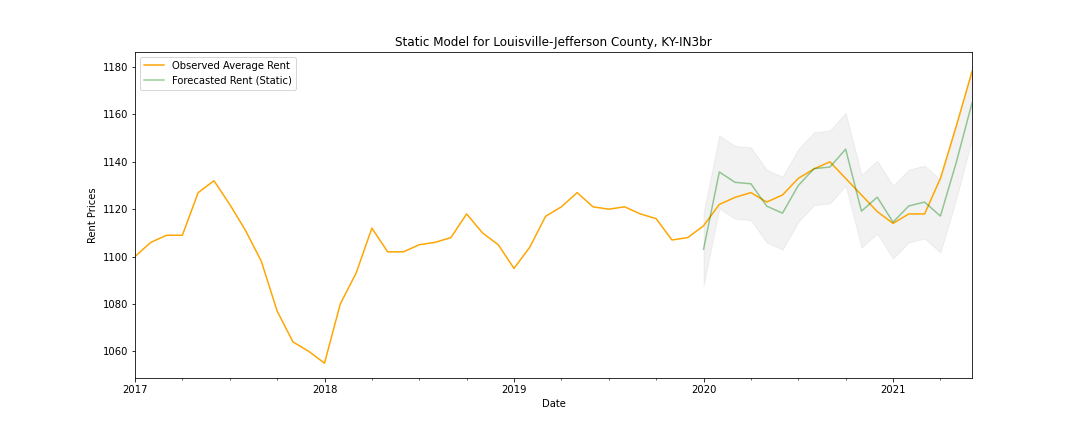 Static Model for Louisville-Jefferson County, KY-IN3br
Observed Average Rent
Forecasted Rent (Static)
1180
1160
1140
1120
1100
1080
1060
Rent Prices
2017
2018
2019
2020
2021
Date